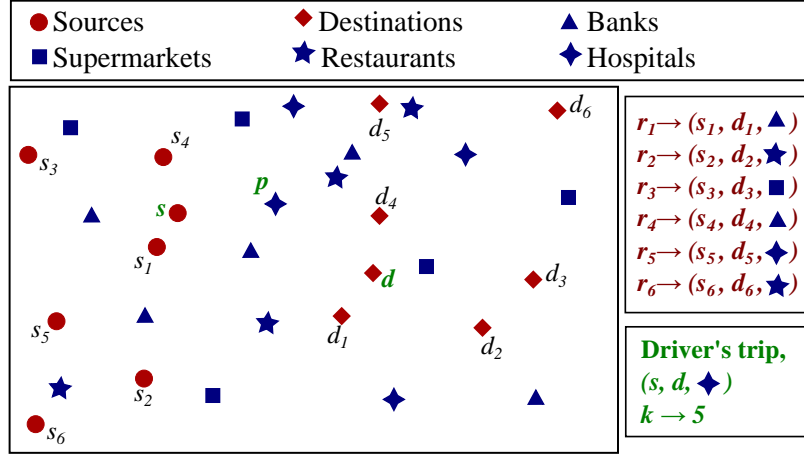 Sources Destinations Banks
Supermarkets Restaurants Hospitals
d6
d5
s4
s3
p
s
d4
s1
d
d3
s5
d1
d2
s2
s6
r1→ (s1, d1, )
r2→ (s2, d2, )
r3→ (s3, d3, )
r4→ (s4, d4, )
r5→ (s5, d5, )
r6→ (s6, d6, )
Driver's trip,
(s, d, )
k → 5